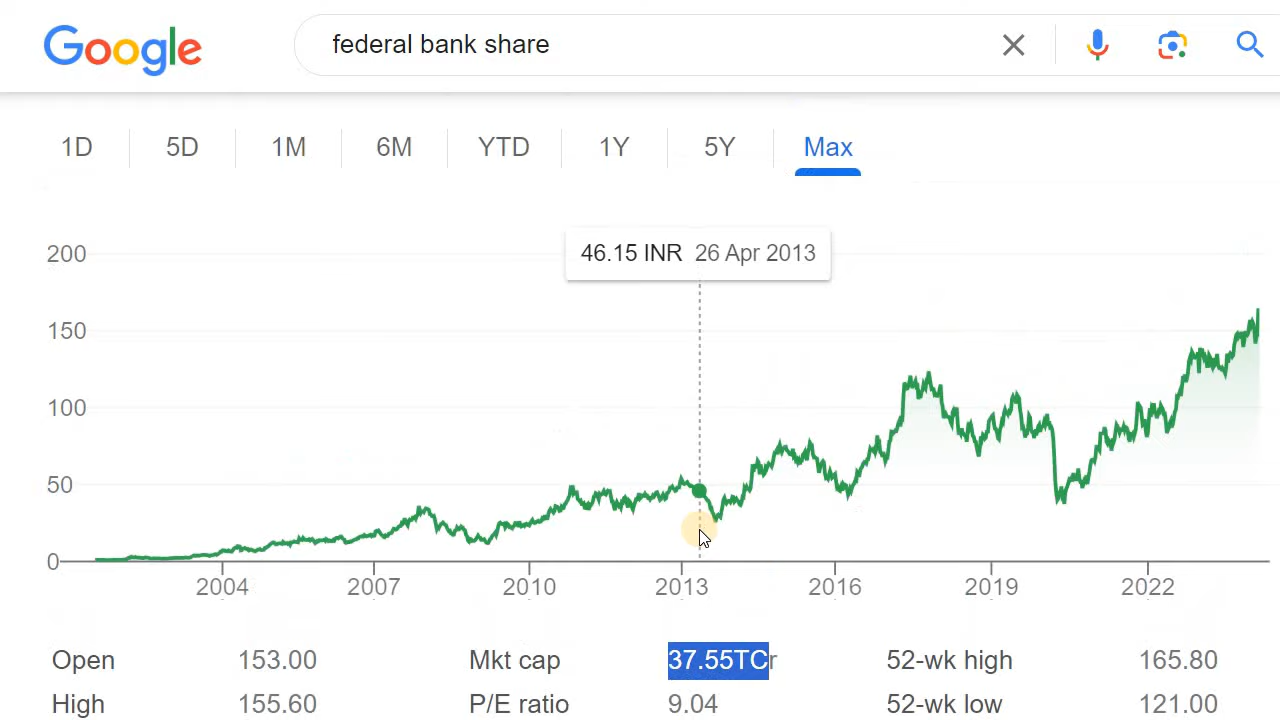 Google federal bank share
1D 5D 1M 6M YTD 1Y 5Y Max
46.15 INR 26 Apr 2013
200
150
100
50
0
2004 2007 2010 2013 2016 2019 2022
Open 153.00 Mkt cap 37.55TCr 52-wk high 165.80
High 155.60 P/E ratio 9.04 52-wk low 121.00